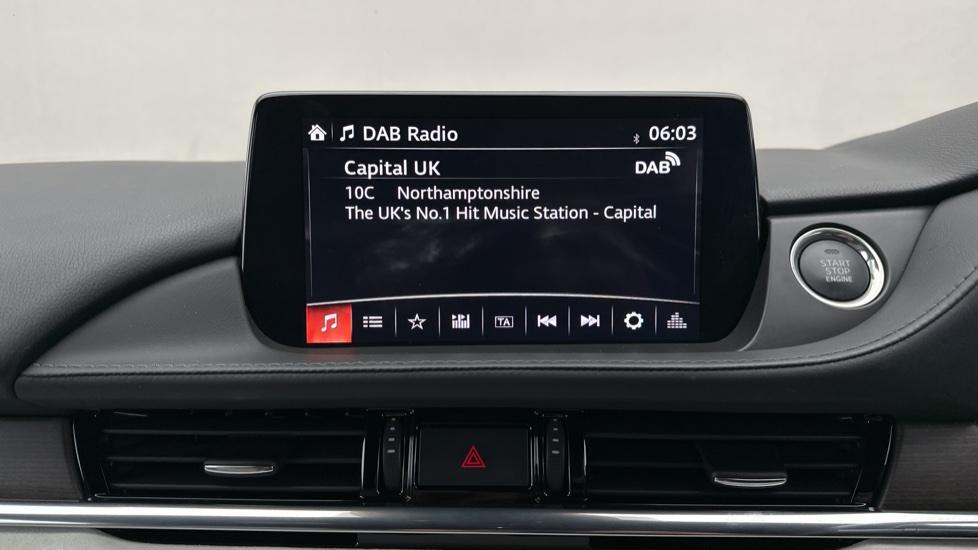 DAB Radio 06:03
Capital UK DAB
10C Northamptonshire
The UK's No.1 Hit Music Station - Capital
TA
START
STOP
ENGINE